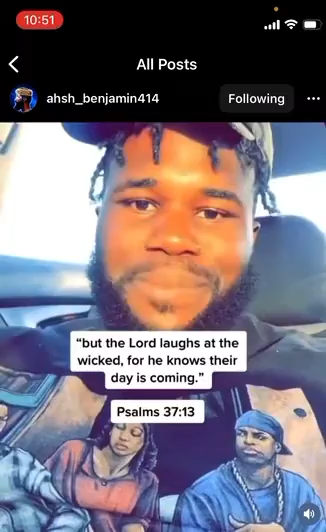 10:51
All Posts
ahsh_benjamin414
Following
“but the Lord laughs at the
wicked, for he knows their
day is coming.”
Psalms 37:13